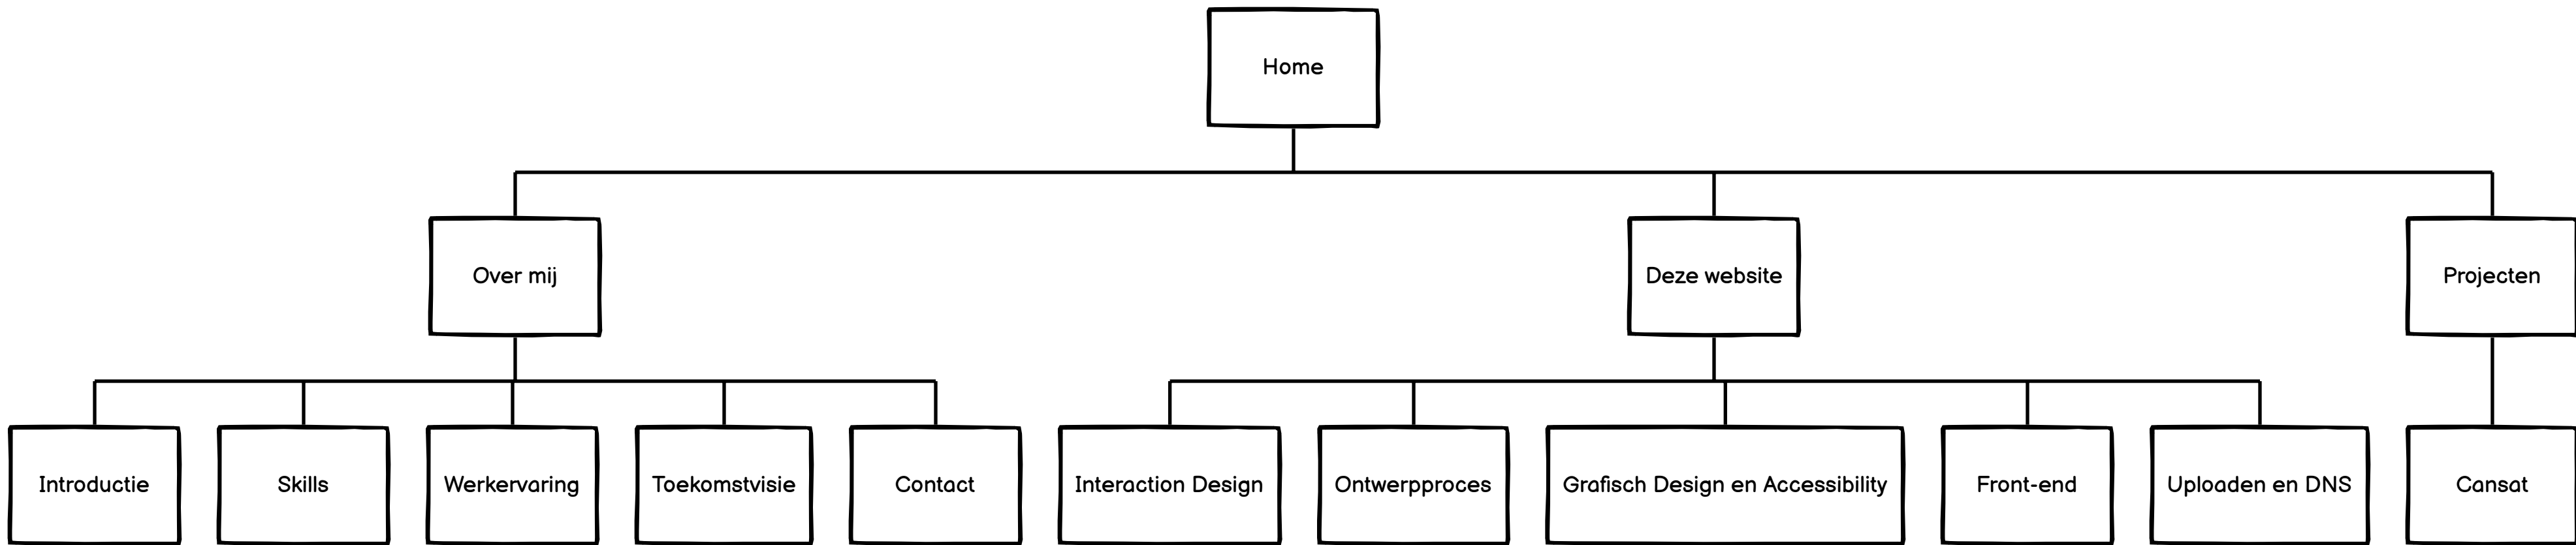 Home
Over mij
Deze website
Projecten
Introductie
Skills
Werkervaring
Toekomstvisie
Contact
Interaction Design
Ontwerpproces
Grafisch Design en Accessibility
Front-end
Uploaden en DNS
Cansat